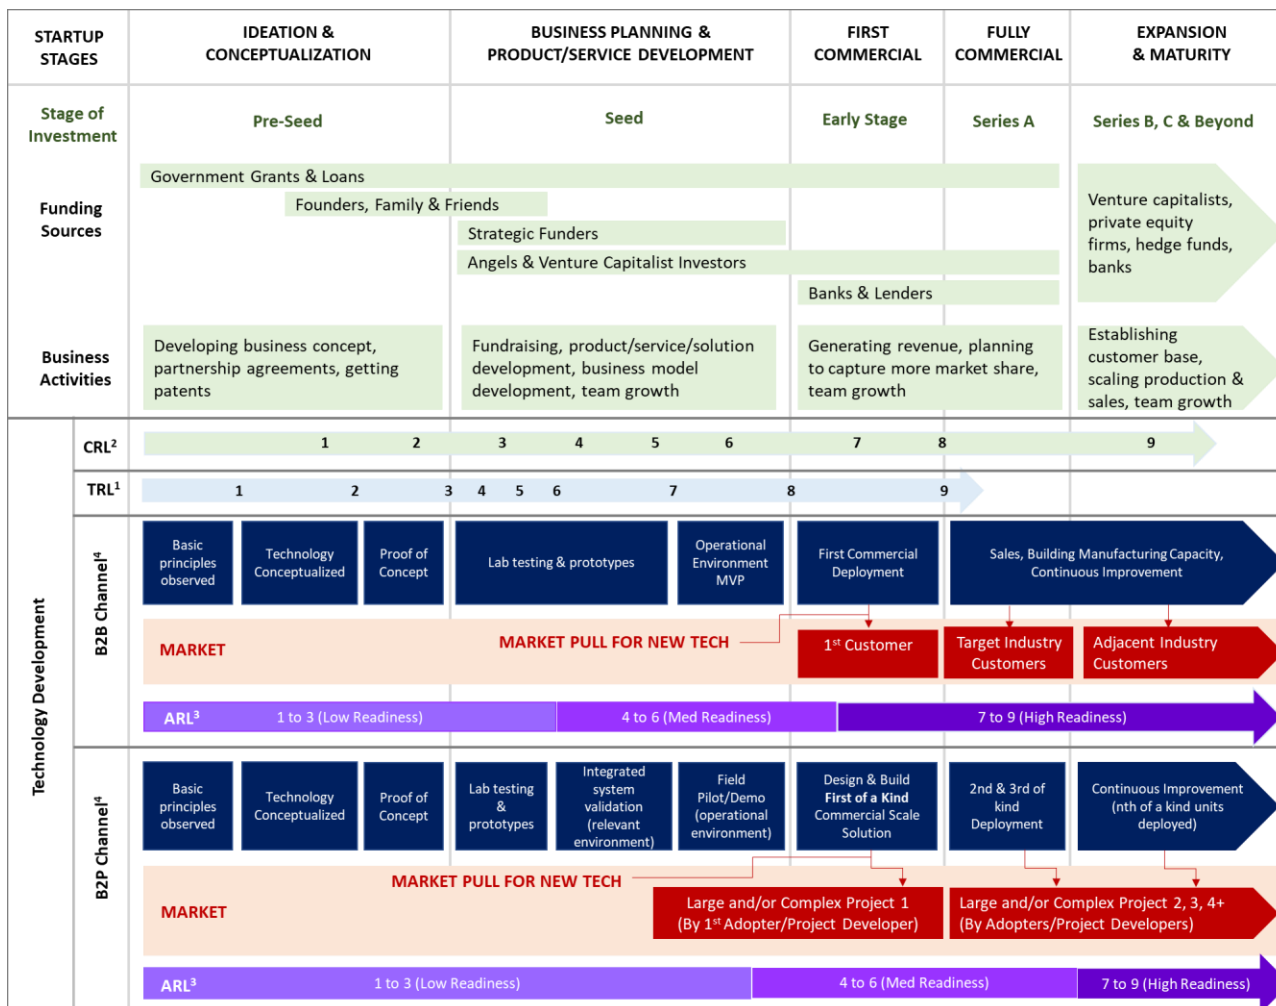 STARTUP
STAGES
IDEATION &
CONCEPTUALIZATION
BUSINESS PLANNING &
PRODUCT/SERVICE DEVELOPMENT
FIRST
COMMERCIAL
FULLY
COMMERCIAL
EXPANSION
& MATURITY
Stage of
Investment
Pre-Seed
Seed
Early Stage
Series A
Series B, C & Beyond
Funding
Sources
Government Grants & Loans
Founders, Family & Friends
Strategic Funders
Angels & Venture Capitalist Investors
Banks & Lenders
Venture capitalists,
private equity
firms, hedge funds,
banks
Business
Activities
Developing business concept,
partnership agreements, getting
patents
Fundraising, product/service/solution
development, business model
development, team growth
Generating revenue, planning
to capture more market share,
team growth
Establishing
customer base,
scaling production &
sales, team growth
Technology Development
CRL²
1 2 3 4 5 6 7 8 9
TRL¹
1 2 3 4 5 6 7 8 9
B2B Channel⁴
Basic
principles
observed
Technology
Conceptualized
Proof of
Concept
Lab testing & prototypes
Operational
Environment
MVP
First Commercial
Deployment
Sales, Building Manufacturing Capacity,
Continuous Improvement
MARKET
MARKET PULL FOR NEW TECH
1ˢᵗ Customer
Target Industry
Customers
Adjacent Industry
Customers
ARL³
1 to 3 (Low Readiness)
4 to 6 (Med Readiness)
7 to 9 (High Readiness)
B2P Channel⁴
Basic
principles
observed
Technology
Conceptualized
Proof of
Concept
Lab testing
&
prototypes
Integrated
system
validation
(relevant
environment)
Field
Pilot/Demo
(operational
environment)
Design & Build
First of a Kind
Commercial Scale
Solution
2nd & 3rd of
kind
Deployment
Continuous Improvement
(nth of a kind units
deployed)
MARKET PULL FOR NEW TECH
MARKET
Large and/or Complex Project 1
(By 1ˢᵗ Adopter/Project Developer)
Large and/or Complex Project 2, 3, 4+
(By Adopters/Project Developers)
ARL³
1 to 3 (Low Readiness)
4 to 6 (Med Readiness)
7 to 9 (High Readiness)